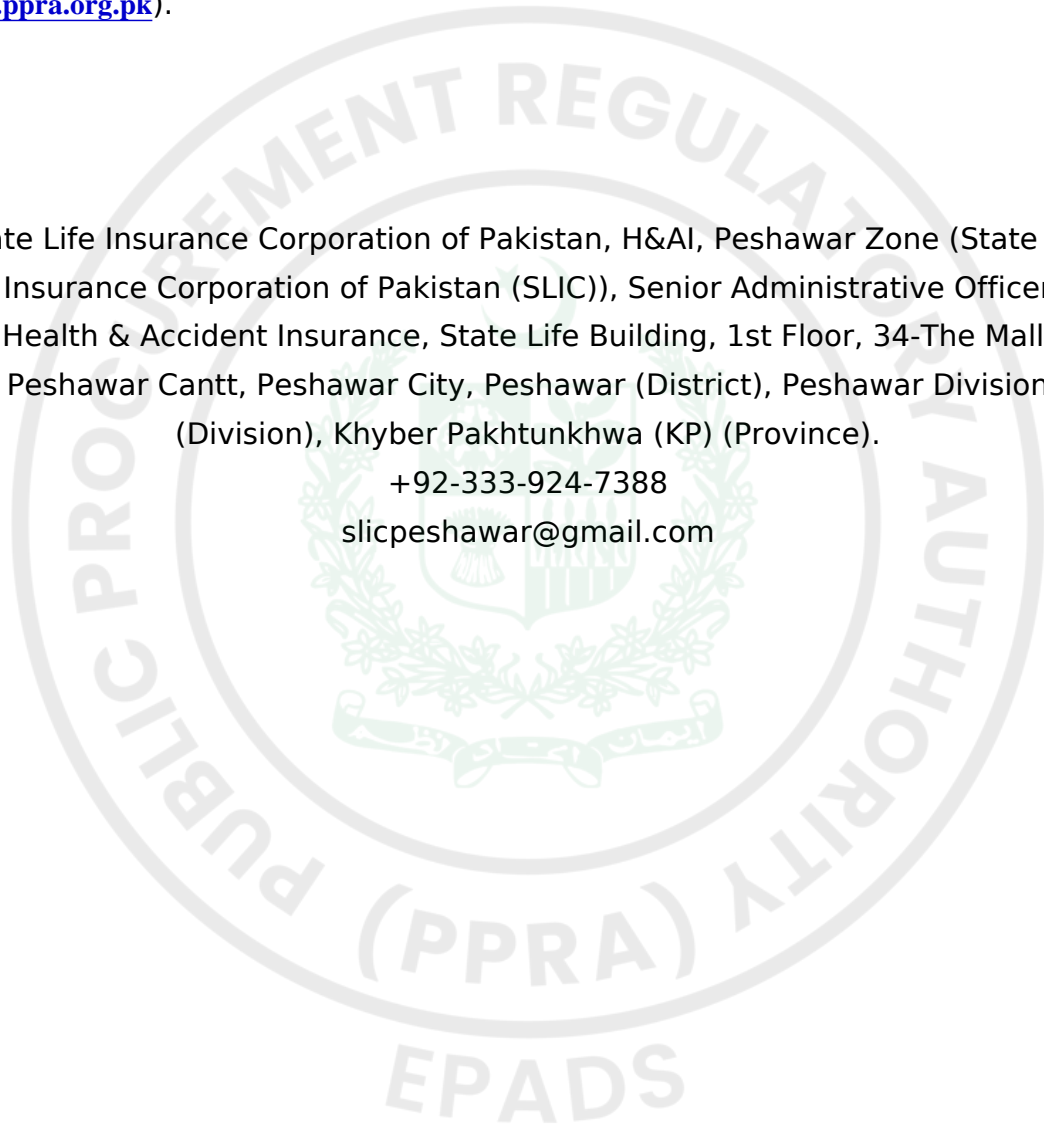 .ppra.org.pk).
ate Life Insurance Corporation of Pakistan, H&AI, Peshawar Zone (State
Insurance Corporation of Pakistan (SLIC)), Senior Administrative Officer
Health & Accident Insurance, State Life Building, 1st Floor, 34-The Mall
Peshawar Cantt, Peshawar City, Peshawar (District), Peshawar Division
(Division), Khyber Pakhtunkhwa (KP) (Province).
+92-333-924-7388
slicpeshawar@gmail.com
PUBLIC PROCUREMENT REGULATORY AUTHORITY
(PPRA)
EPADS